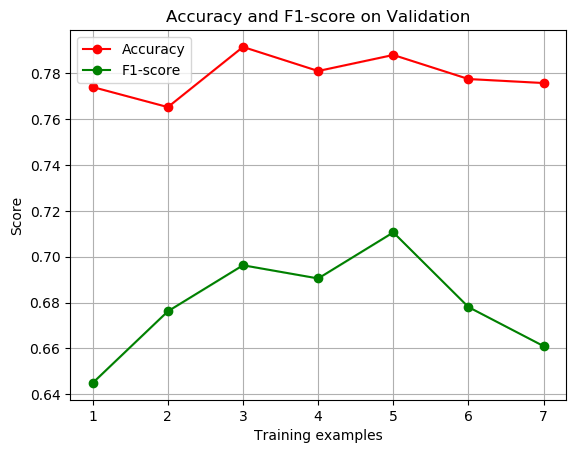 Accuracy and F1-score on Validation
Accuracy
F1-score
0.78
0.76
0.74
0.72
0.70
0.68
0.66
0.64
Score
1 2 3 4 5 6 7
Training examples